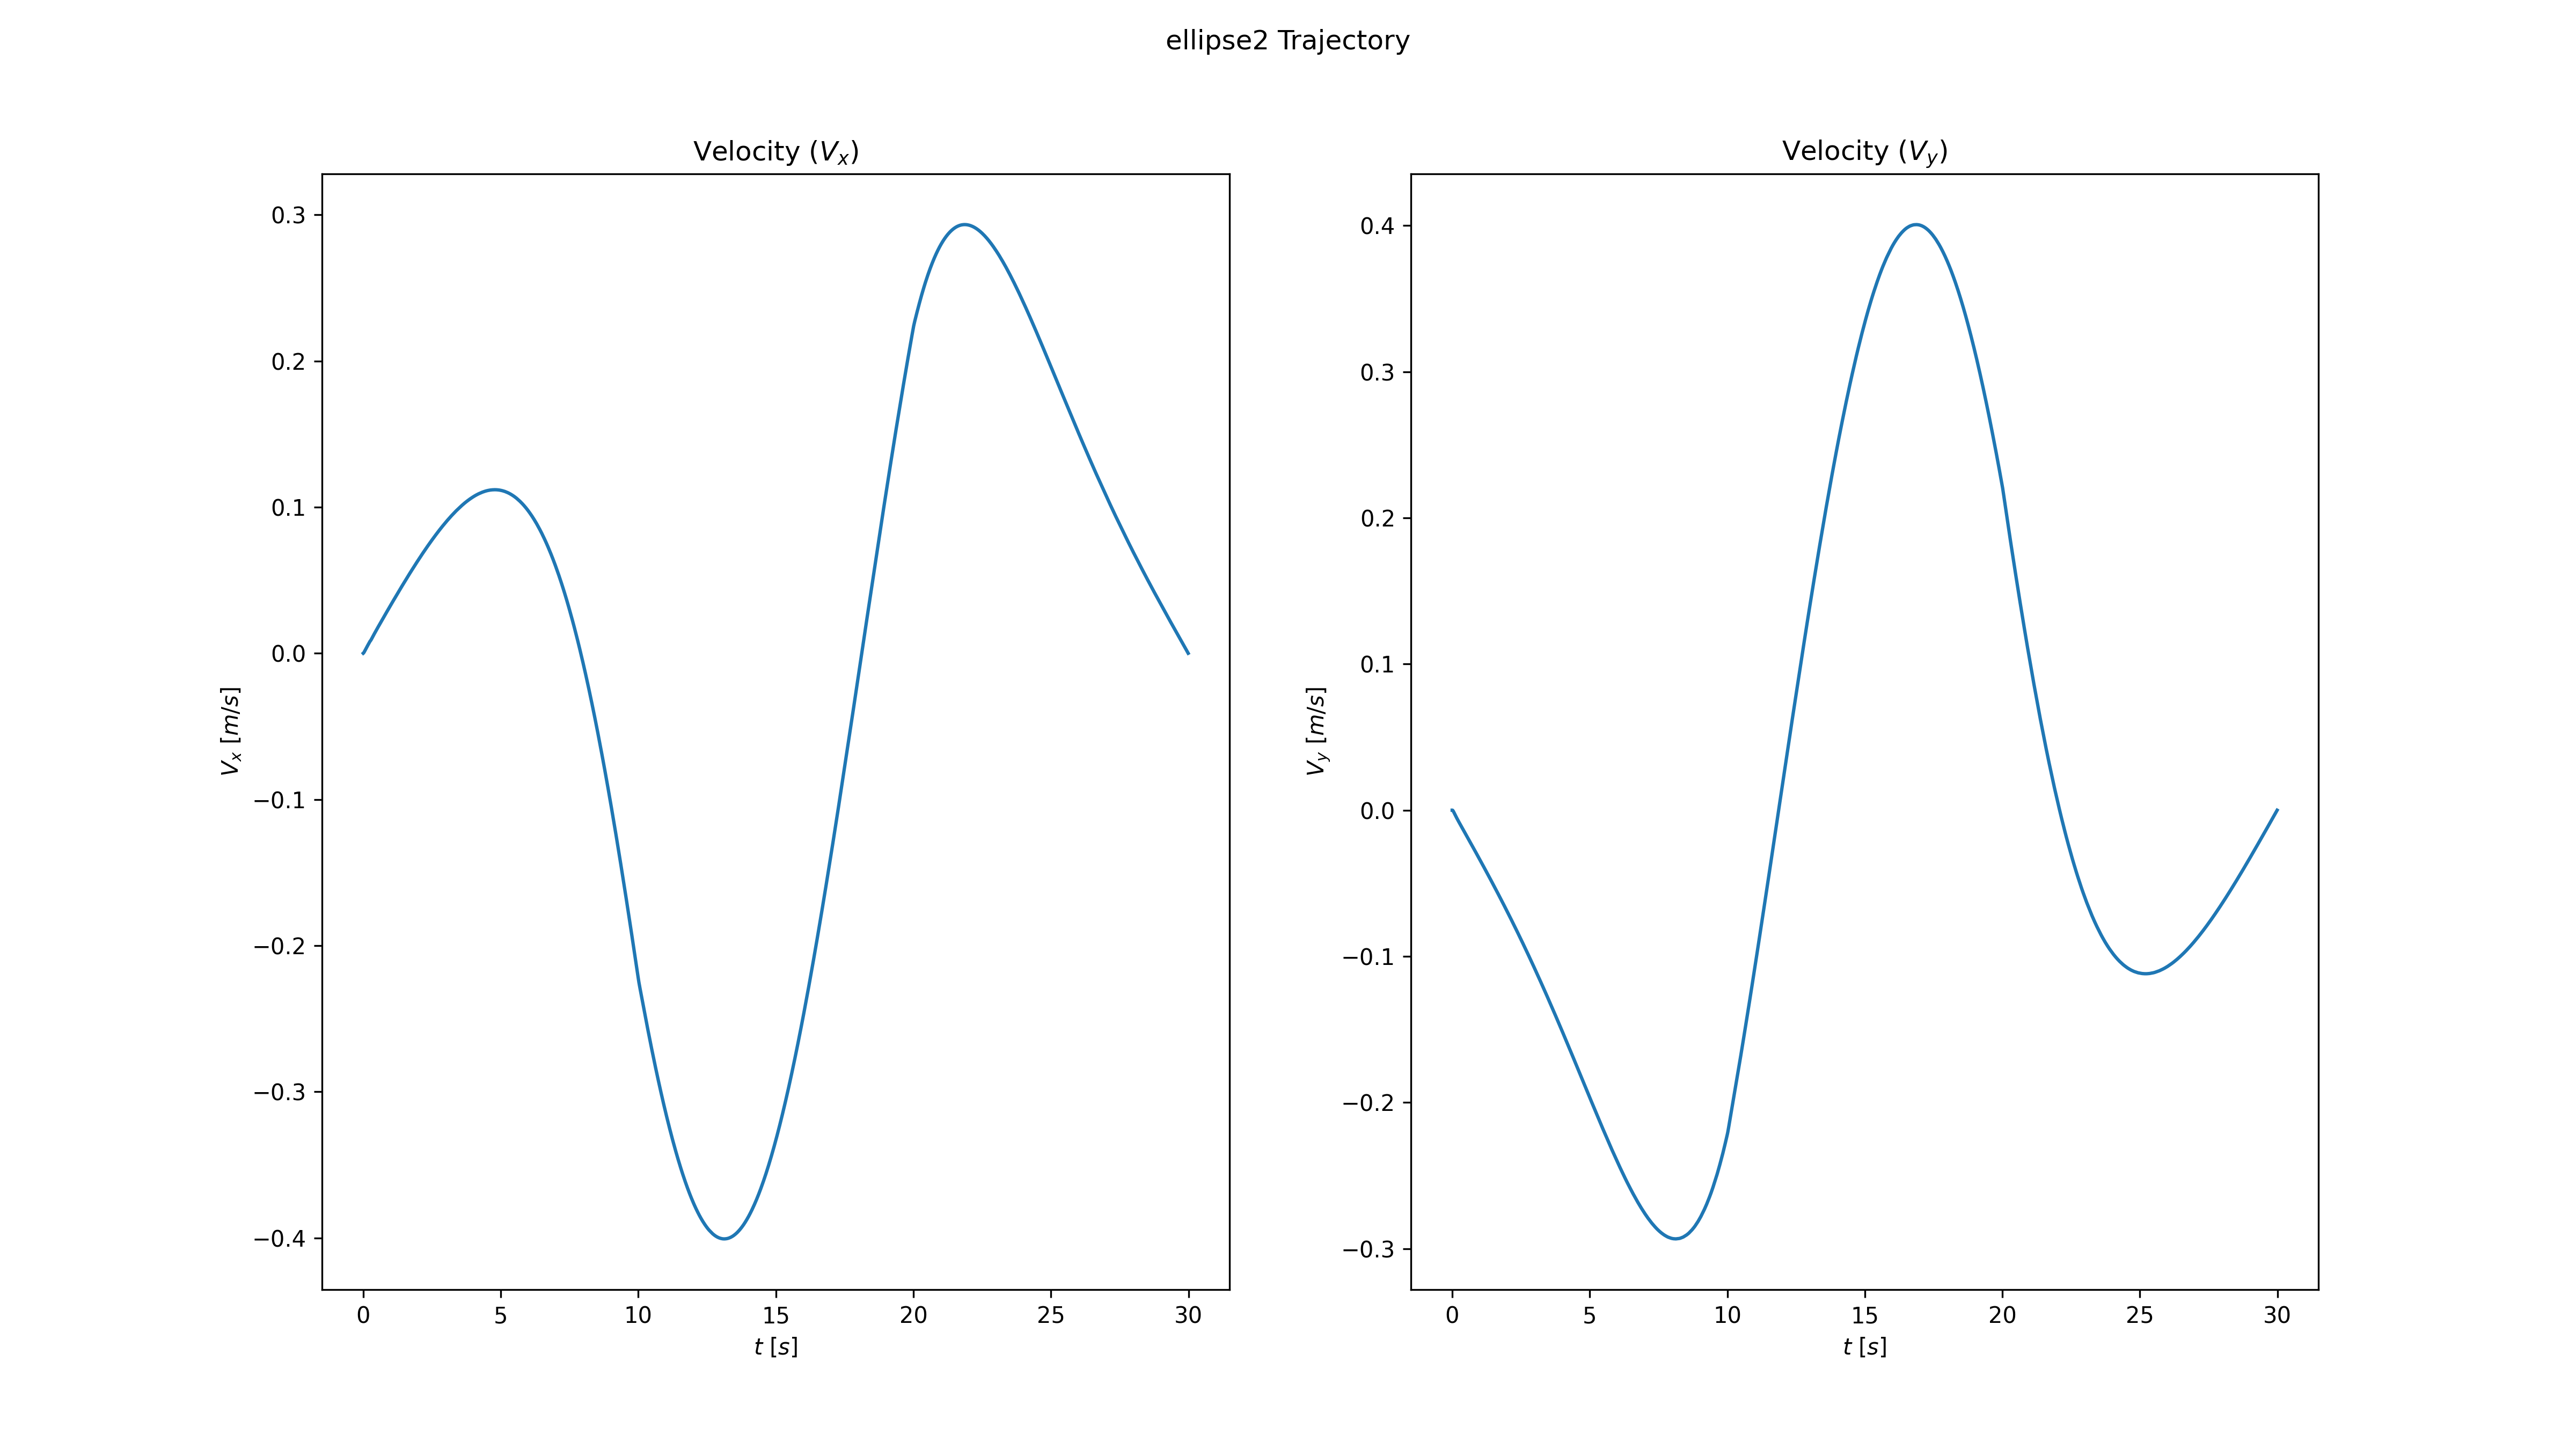 ellipse2 Trajectory
Velocity (Vx)
0.3
0.2
0.1
0.0
−0.1
−0.2
−0.3
−0.4
Vx [m/s]
0 5 10 15 20 25 30
t [s]
Velocity (Vy)
0.4
0.3
0.2
0.1
0.0
−0.1
−0.2
−0.3
Vy [m/s]
0 5 10 15 20 25 30
t [s]